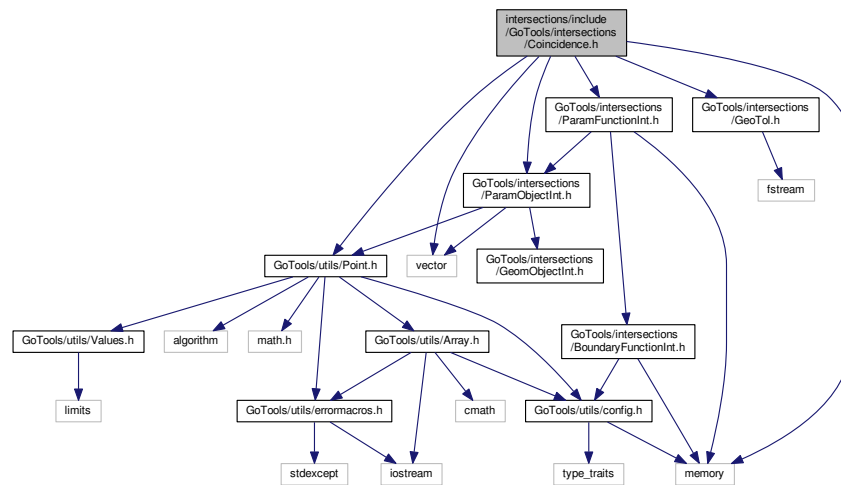 intersections/include
/GoTools/intersections
/Coincidence.h
GoTools/intersections
/ParamFunctionInt.h
GoTools/intersections
/GeoTol.h
GoTools/intersections
/ParamObjectInt.h
fstream
GoTools/utils/Point.h
vector
GoTools/intersections
/GeomObjectInt.h
GoTools/utils/Values.h
algorithm
math.h
GoTools/utils/Array.h
GoTools/intersections
/BoundaryFunctionInt.h
limits
GoTools/utils/errormacros.h
cmath
GoTools/utils/config.h
stdexcept
iostream
type_traits
memory